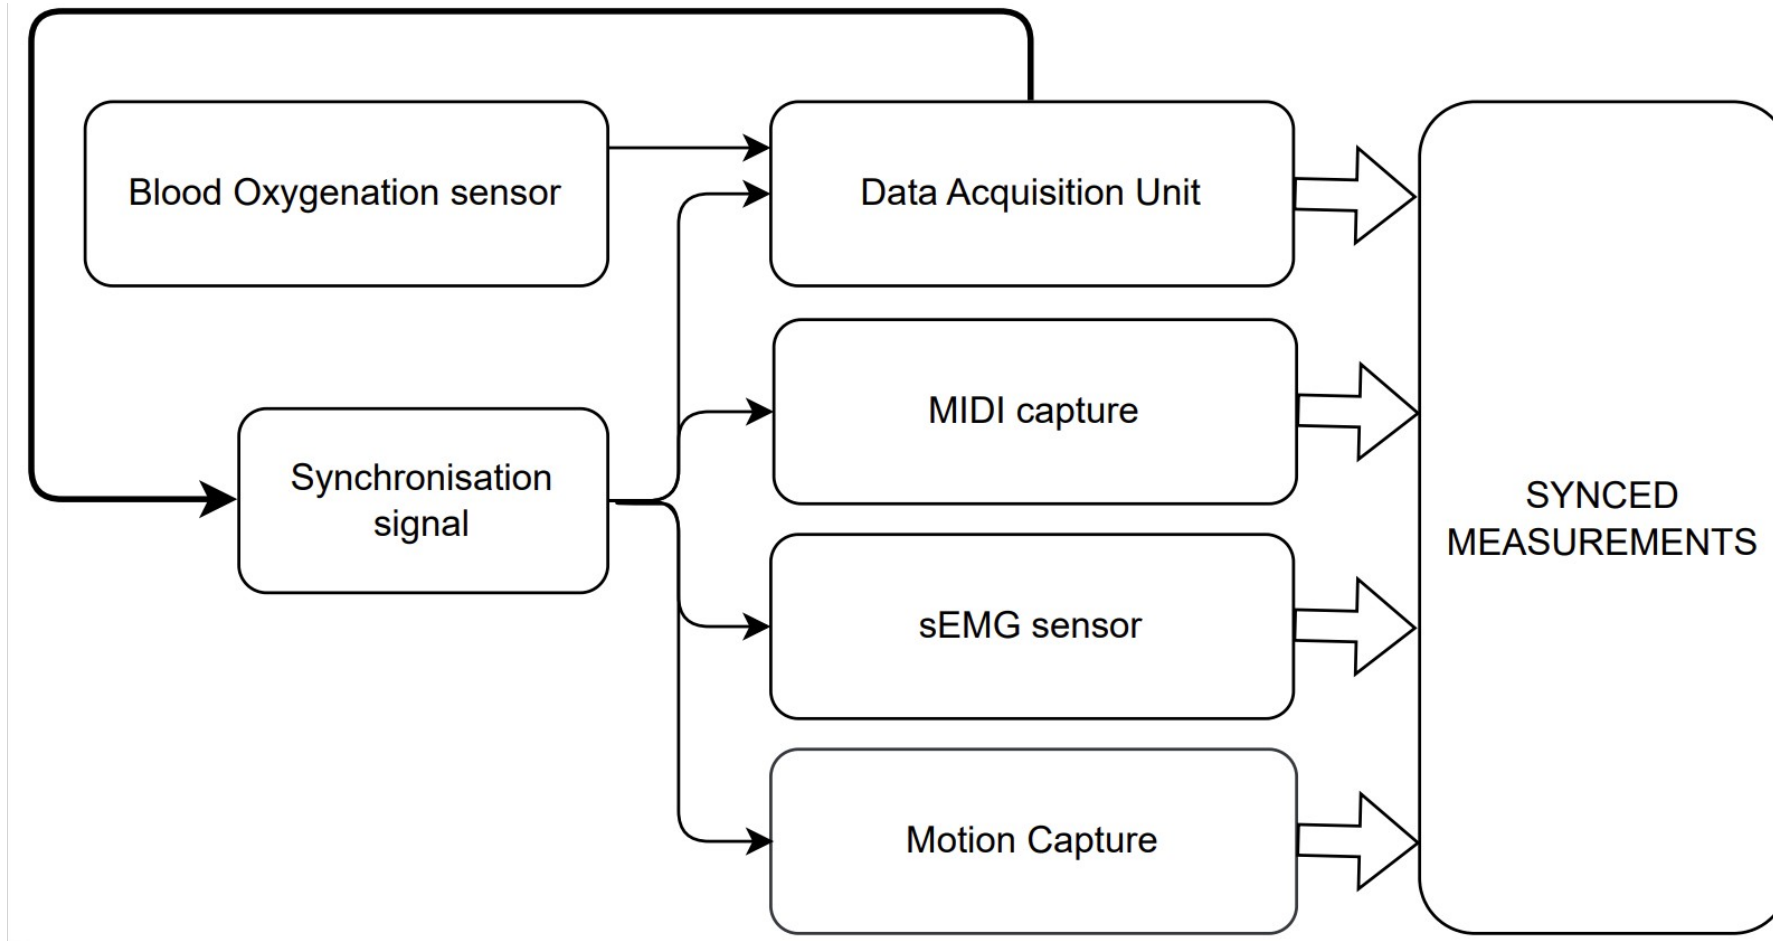 Blood Oxygenation sensor
Data Acquisition Unit
MIDI capture
Synchronisation
signal
sEMG sensor
Motion Capture
SYNCED
MEASUREMENTS